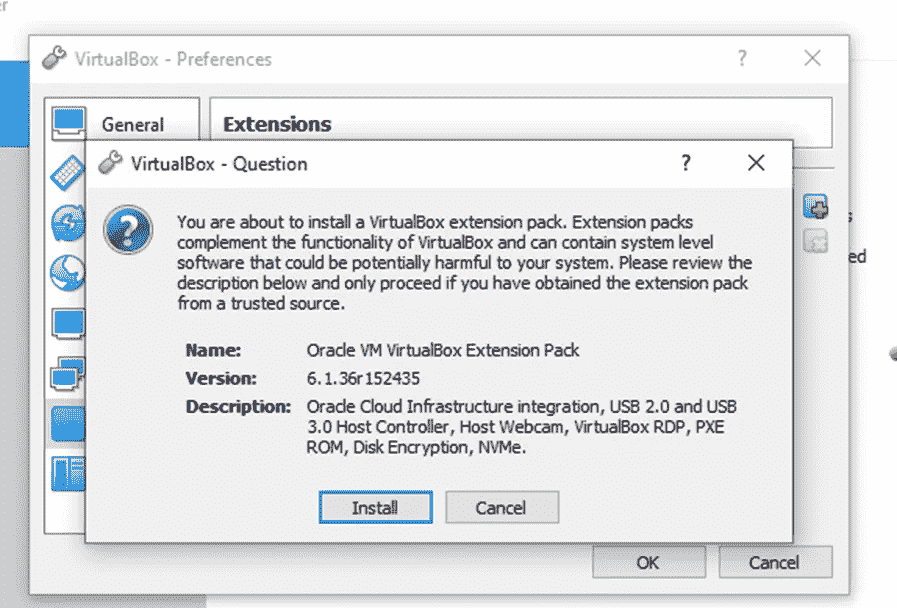 er
VirtualBox - Preferences
?
General
Extensions
VirtualBox - Question
?
You are about to install a VirtualBox extension pack. Extension packs
complement the functionality of VirtualBox and can contain system level
software that could be potentially harmful to your system. Please review the
description below and only proceed if you have obtained the extension pack
from a trusted source.
Name: Oracle VM VirtualBox Extension Pack
Version: 6.1.36r152435
Description: Oracle Cloud Infrastructure integration, USB 2.0 and USB
3.0 Host Controller, Host Webcam, VirtualBox RDP, PXE
ROM, Disk Encryption, NVMe.
Install Cancel
OK Cancel
s
ed